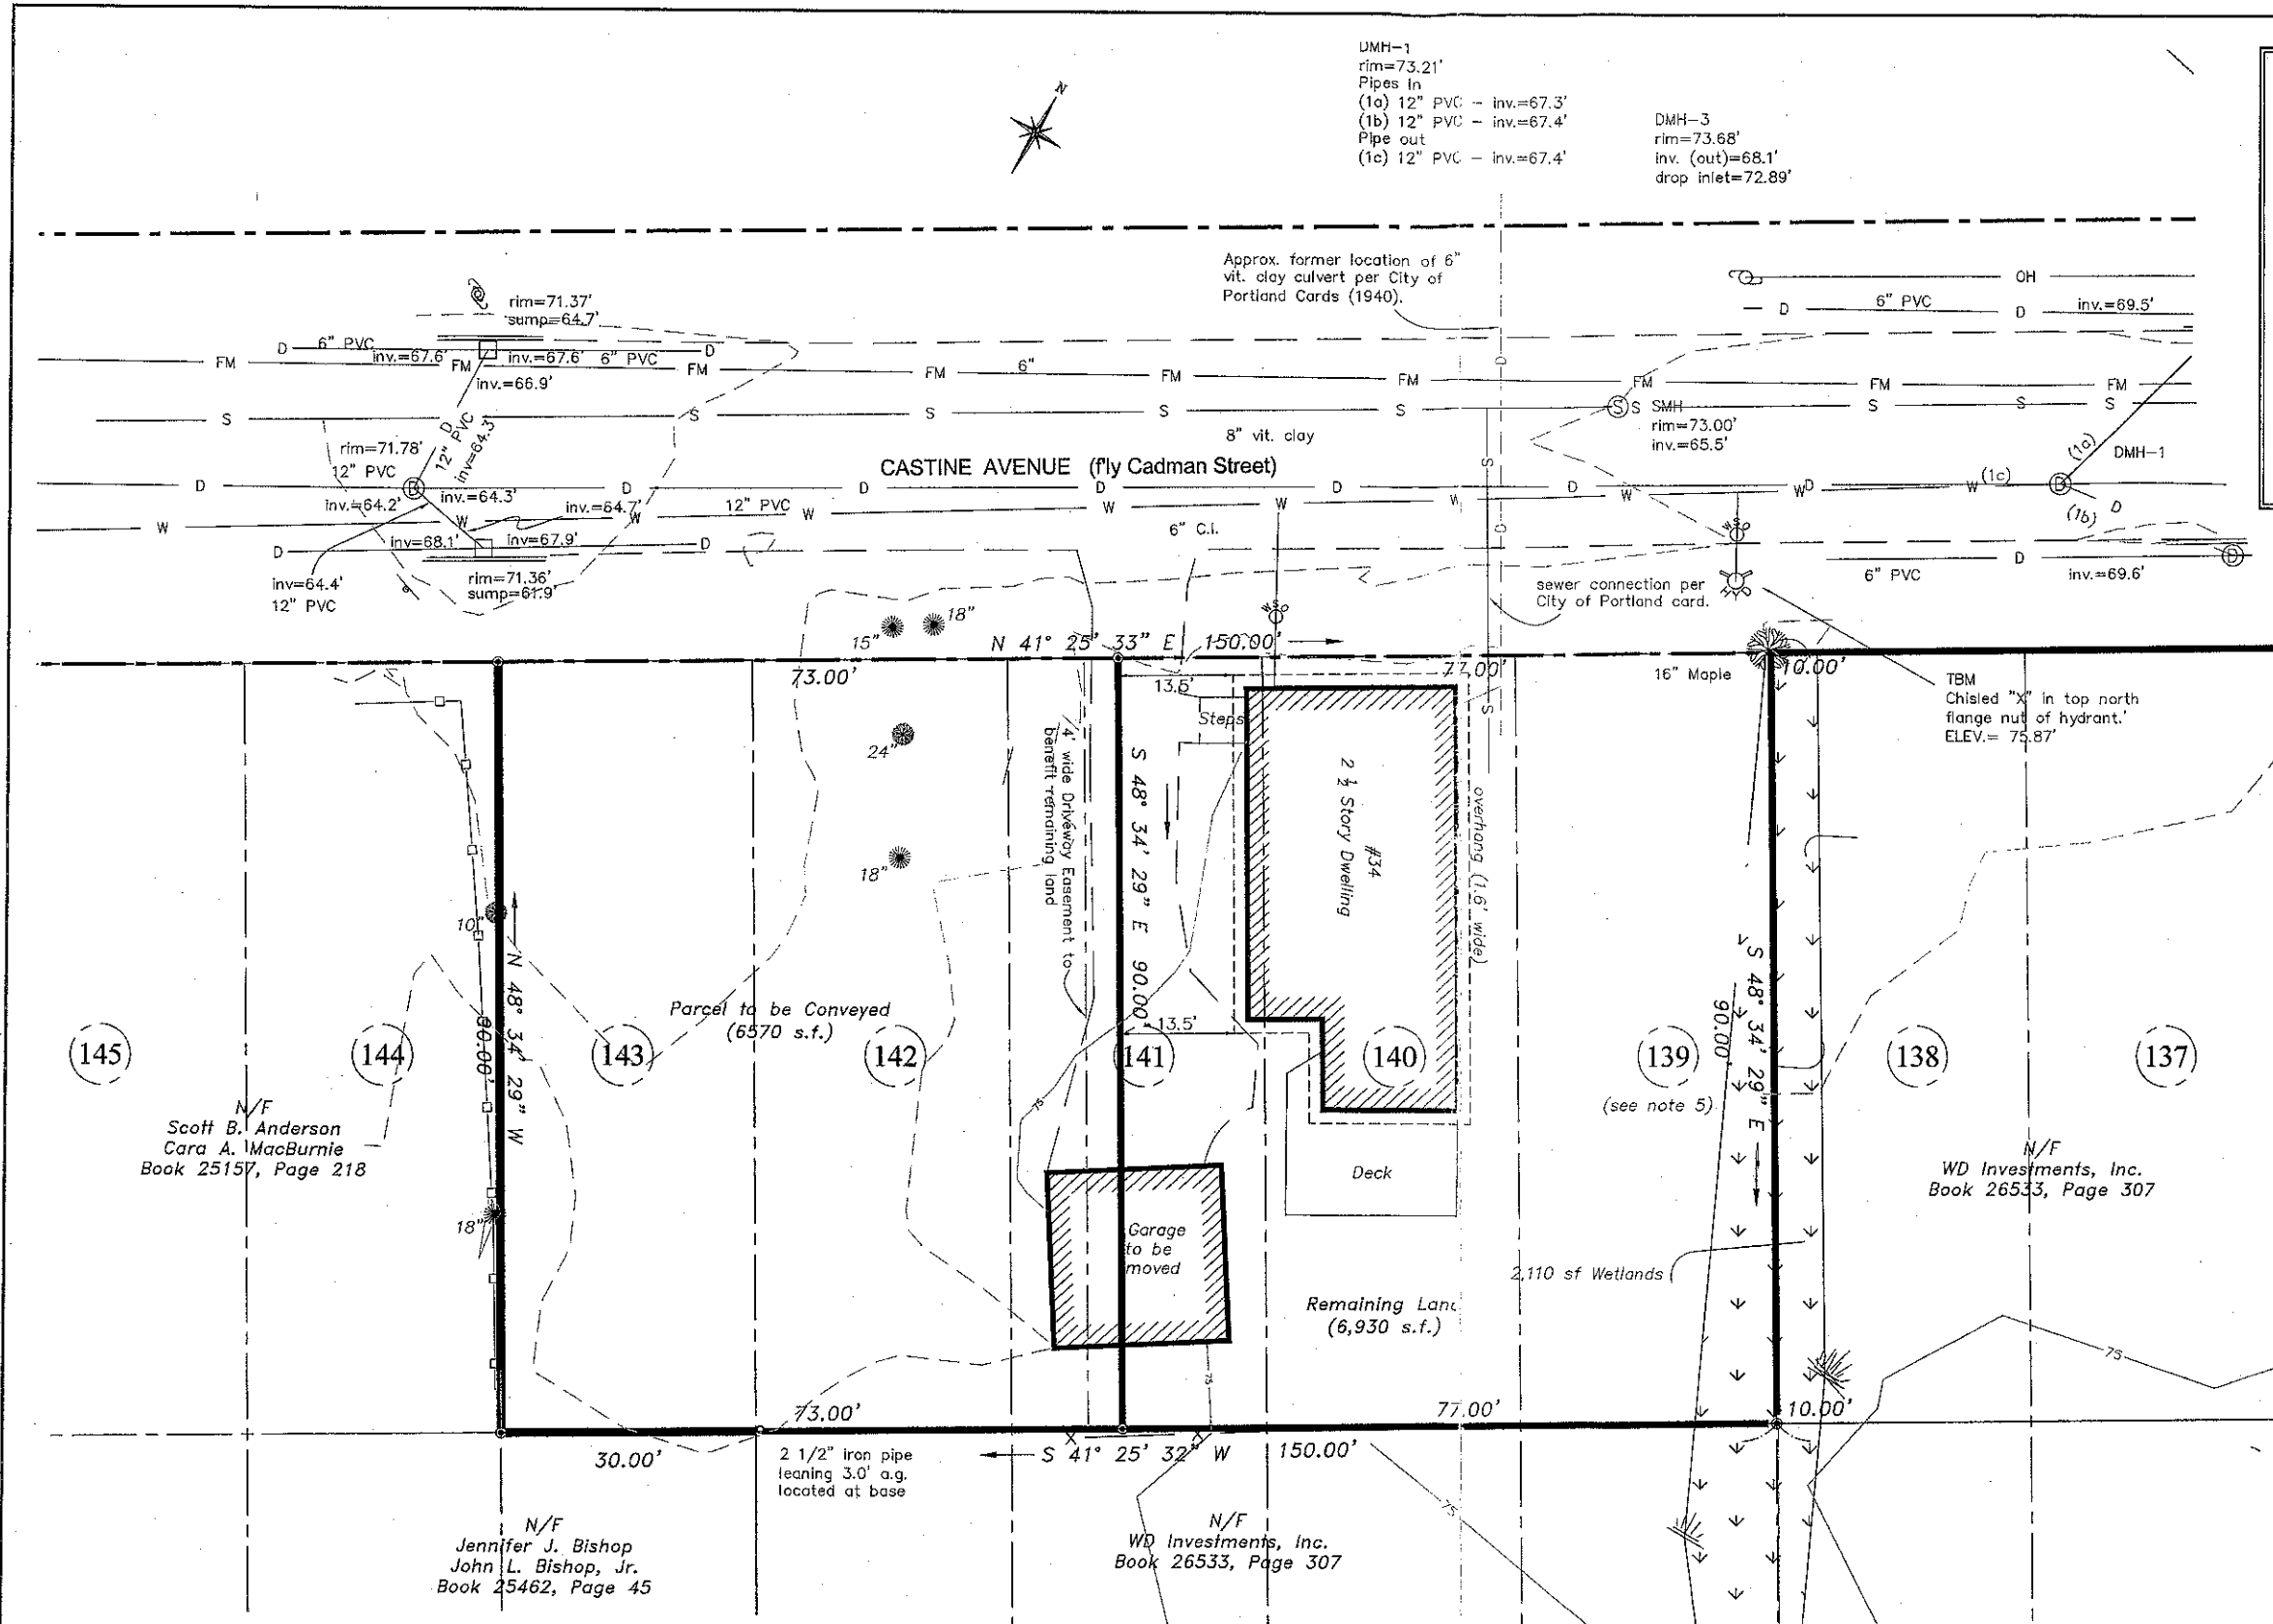 DMH-1
rim=73.21'
Pipes In
(1a) 12" PVC - inv.=67.3'
(1b) 12" PVC - inv.=67.4'
Pipe out
(1c) 12" PVC - inv.=67.4'
DMH-3
rim=73.68'
inv. (out)=68.1'
drop inlet=72.89'
N
Approx. former location of 6"
vit. clay culvert per City of
Portland Cards (1940).
OH
D 6" PVC D inv.=69.5'
rim=71.37'
sump=64.7'
D 6" PVC inv.=67.6' inv.=67.6' 6" PVC D
FM FM FM FM 6" FM FM FM FM FM
inv.=66.9'
S S S S S S S S
S SMH
rim=73.00'
inv.=65.5'
8" vit. clay
rim=71.78'
12" PVC
D
12" PVC
inv=64.3'
CASTINE AVENUE (f'ly Cadman Street)
(1a)
DMH-1
D D D D D D D D (1c) D
(1b) D
inv.=64.2'
inv.=64.3'
inv.=64.7'
12" PVC
W W W W W W W W W
6" C.I.
D inv=68.1' inv=67.9' D
inv=64.4'
12" PVC
rim=71.36'
sump=61.9'
S
D
D
WSO
WSO
HYD
sewer connection per
City of Portland card.
6" PVC D inv.=69.6' D
15" 18"
N 41° 25' 33" E 150.00'
73.00'
77.00'
10.00'
16" Maple
TBM
Chisled "X" in top north
flange nut of hydrant.'
ELEV.= 75.87'
13.5'
Steps
S
24"
18"
10"
18"
4' wide Driveway Easement to
benefit remaining land
S 48° 34' 29" E 90.00'
#34
2 ½ Story Dwelling
overhang (1.6' wide)
N 48° 34' 29" W
90.00'
S 48° 34' 29" E
90.00'
Parcel to be Conveyed
(6570 s.f.)
13.5'
145 144 143 142 141 140 139 138 137
(see note 5)
75
N/F
Scott B. Anderson
Cara A. MacBurnie
Book 25157, Page 218
N/F
WD Investments, Inc.
Book 26533, Page 307
Deck
Garage
to be
moved
2,110 sf Wetlands
Remaining Lanc
(6,930 s.f.)
75
75
73.00'
77.00'
10.00'
30.00'
2 1/2" iron pipe
leaning 3.0' a.g.
located at base
S 41° 25' 32" W 150.00'
75
N/F
Jennifer J. Bishop
John L. Bishop, Jr.
Book 25462, Page 45
N/F
WD Investments, Inc.
Book 26533, Page 307